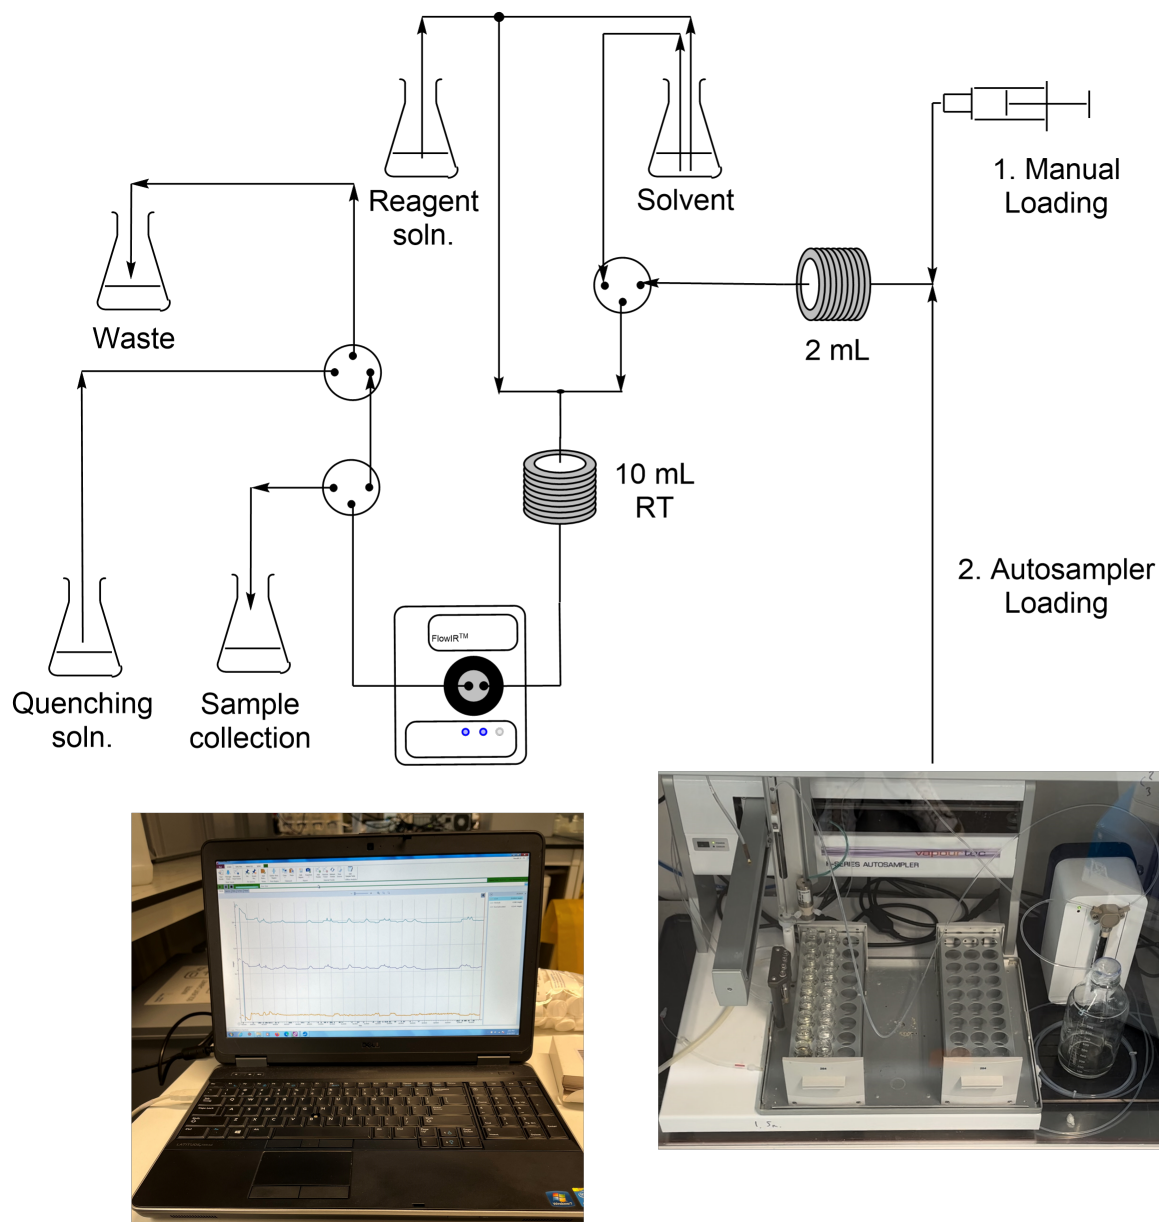 Reagent
soln.
Solvent
1. Manual
Loading
Waste
2 mL
10 mL
RT
2. Autosampler
Loading
FlowIR™
Quenching
soln.
Sample
collection
AUTOSAMPLER
DELL